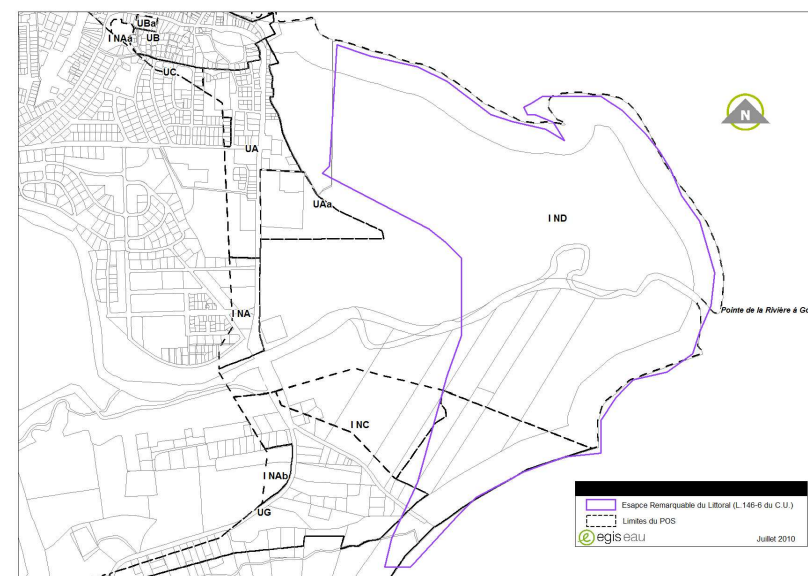 UBa
I NAa
UB
UC
UA
UAa
I ND
N
I NA
Pointe de la Rivière à Go
I NC
I NAb
UG
Esapce Remarquable du Littoral (L.146-6 du C.U.)
Limites du POS
egis eau
Juillet 2010